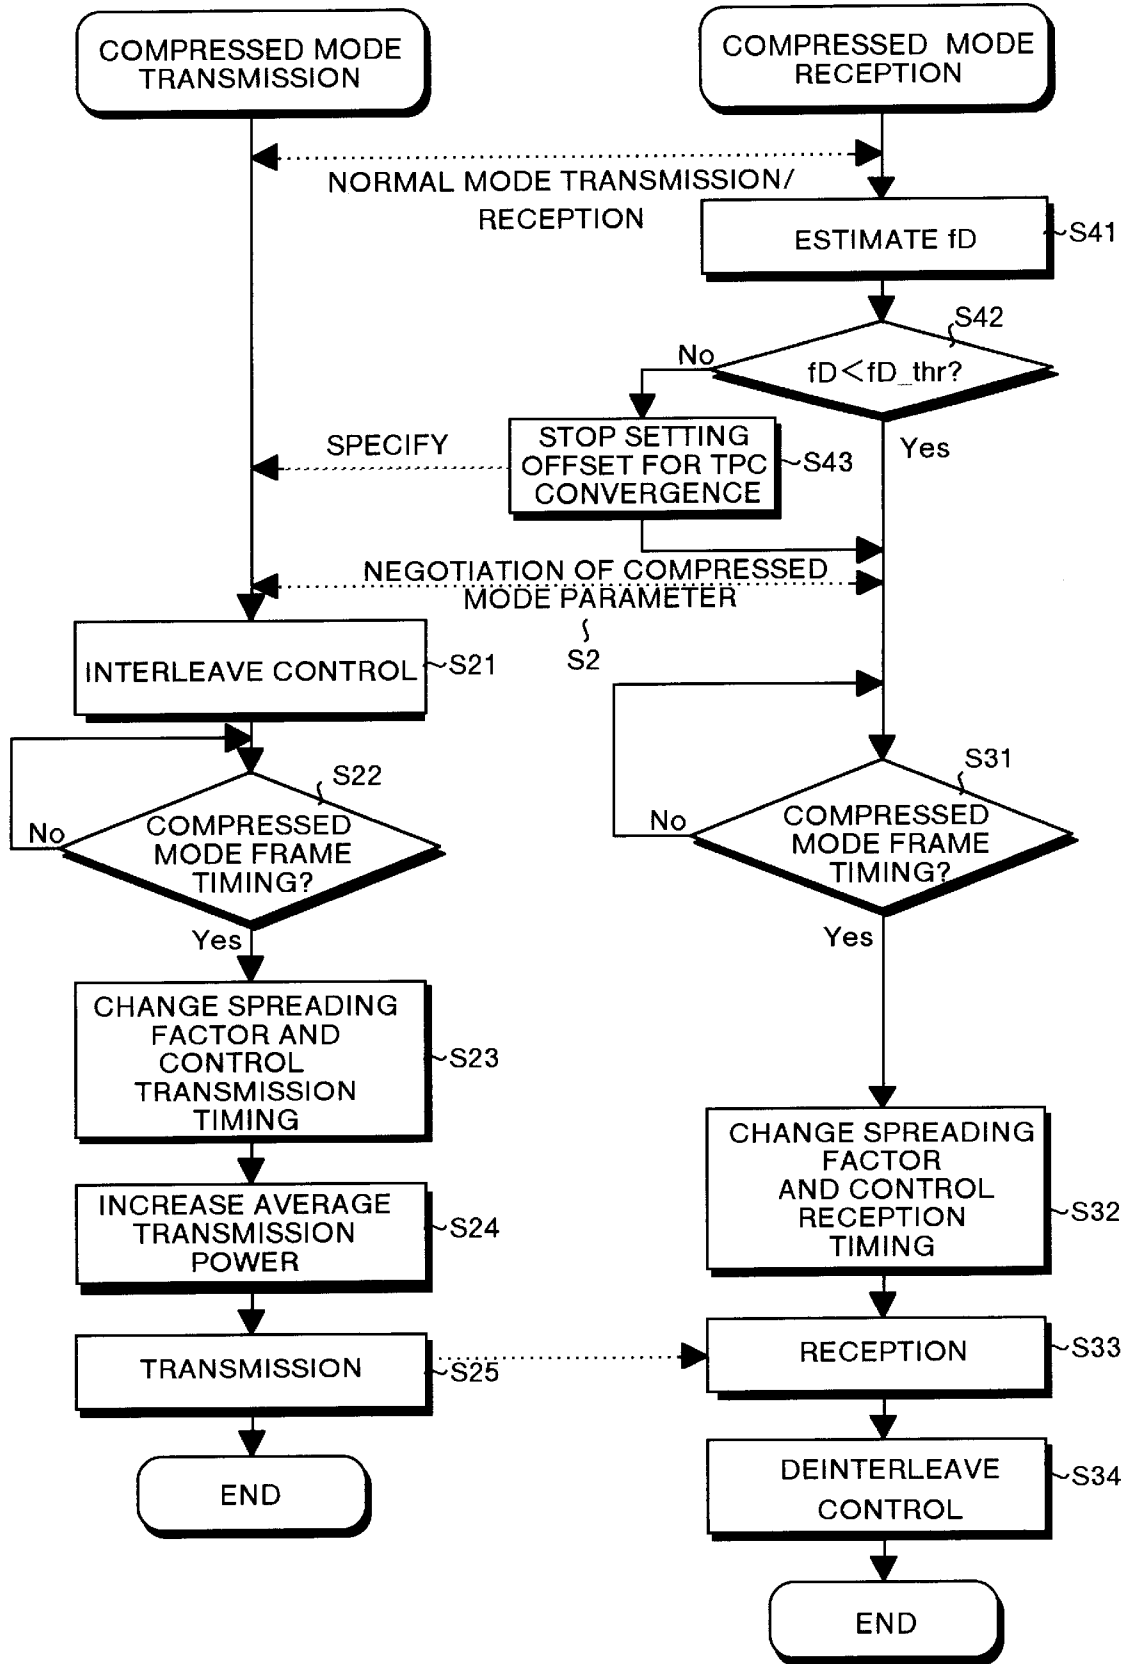 COMPRESSED MODE
TRANSMISSION
COMPRESSED MODE
RECEPTION
NORMAL MODE TRANSMISSION/
RECEPTION
ESTIMATE fD
S41
S42
No
fD<fD_thr?
Yes
SPECIFY
STOP SETTING
OFFSET FOR TPC
CONVERGENCE
S43
NEGOTIATION OF COMPRESSED
MODE PARAMETER
S2
INTERLEAVE CONTROL
S21
S22
No
COMPRESSED
MODE FRAME
TIMING?
Yes
S31
No
COMPRESSED
MODE FRAME
TIMING?
Yes
CHANGE SPREADING
FACTOR AND
CONTROL
TRANSMISSION
TIMING
S23
INCREASE AVERAGE
TRANSMISSION
POWER
S24
CHANGE SPREADING
FACTOR
AND CONTROL
RECEPTION
TIMING
S32
TRANSMISSION
S25
RECEPTION
S33
END
DEINTERLEAVE
CONTROL
S34
END